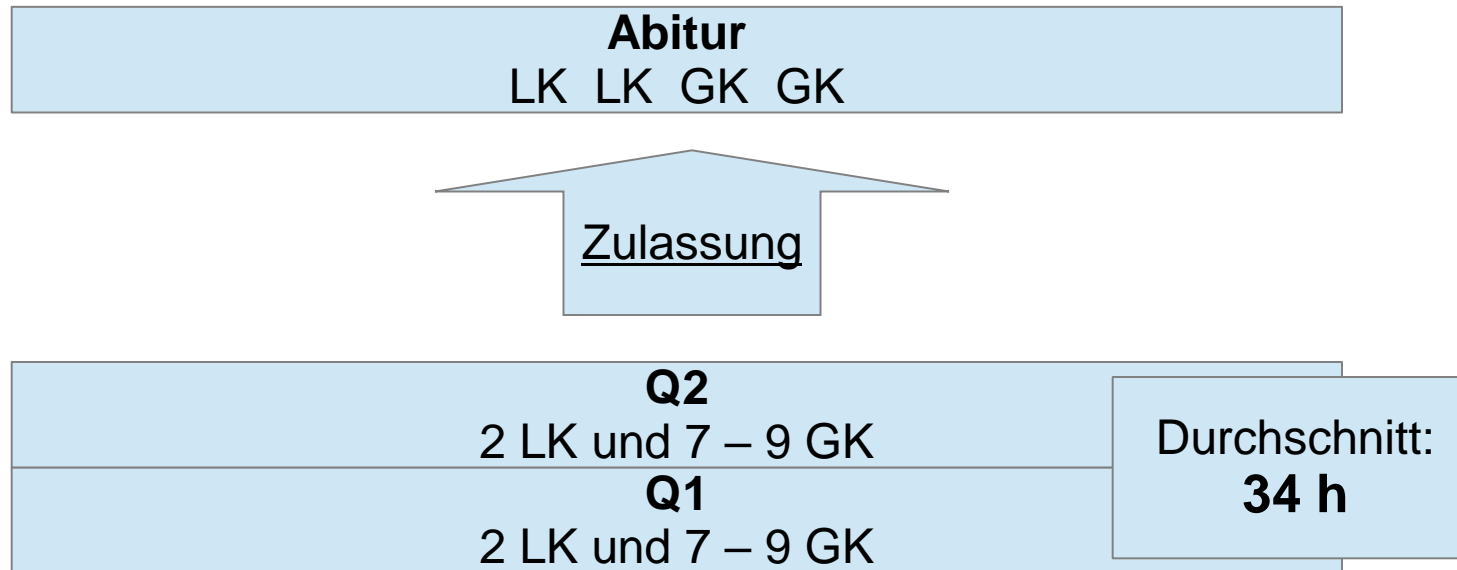 Abitur
LK LK GK GK
Zulassung
Q2
2 LK und 7 – 9 GK
Q1
2 LK und 7 – 9 GK
Durchschnitt:
34 h